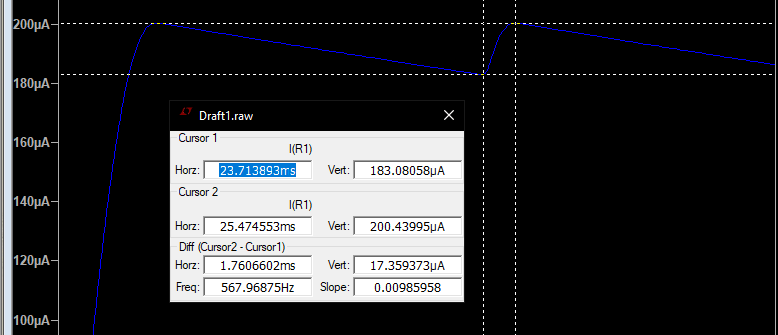 200µA
180µA
160µA
140µA
120µA
100µA
Draft1.raw
Cursor 1
I(R1)
Horz: 23.713893ms Vert: 183.08058µA
Cursor 2
I(R1)
Horz: 25.474553ms Vert: 200.43995µA
Diff (Cursor2 - Cursor1)
Horz: 1.7606602ms Vert: 17.359373µA
Freq: 567.96875Hz Slope: 0.00985958